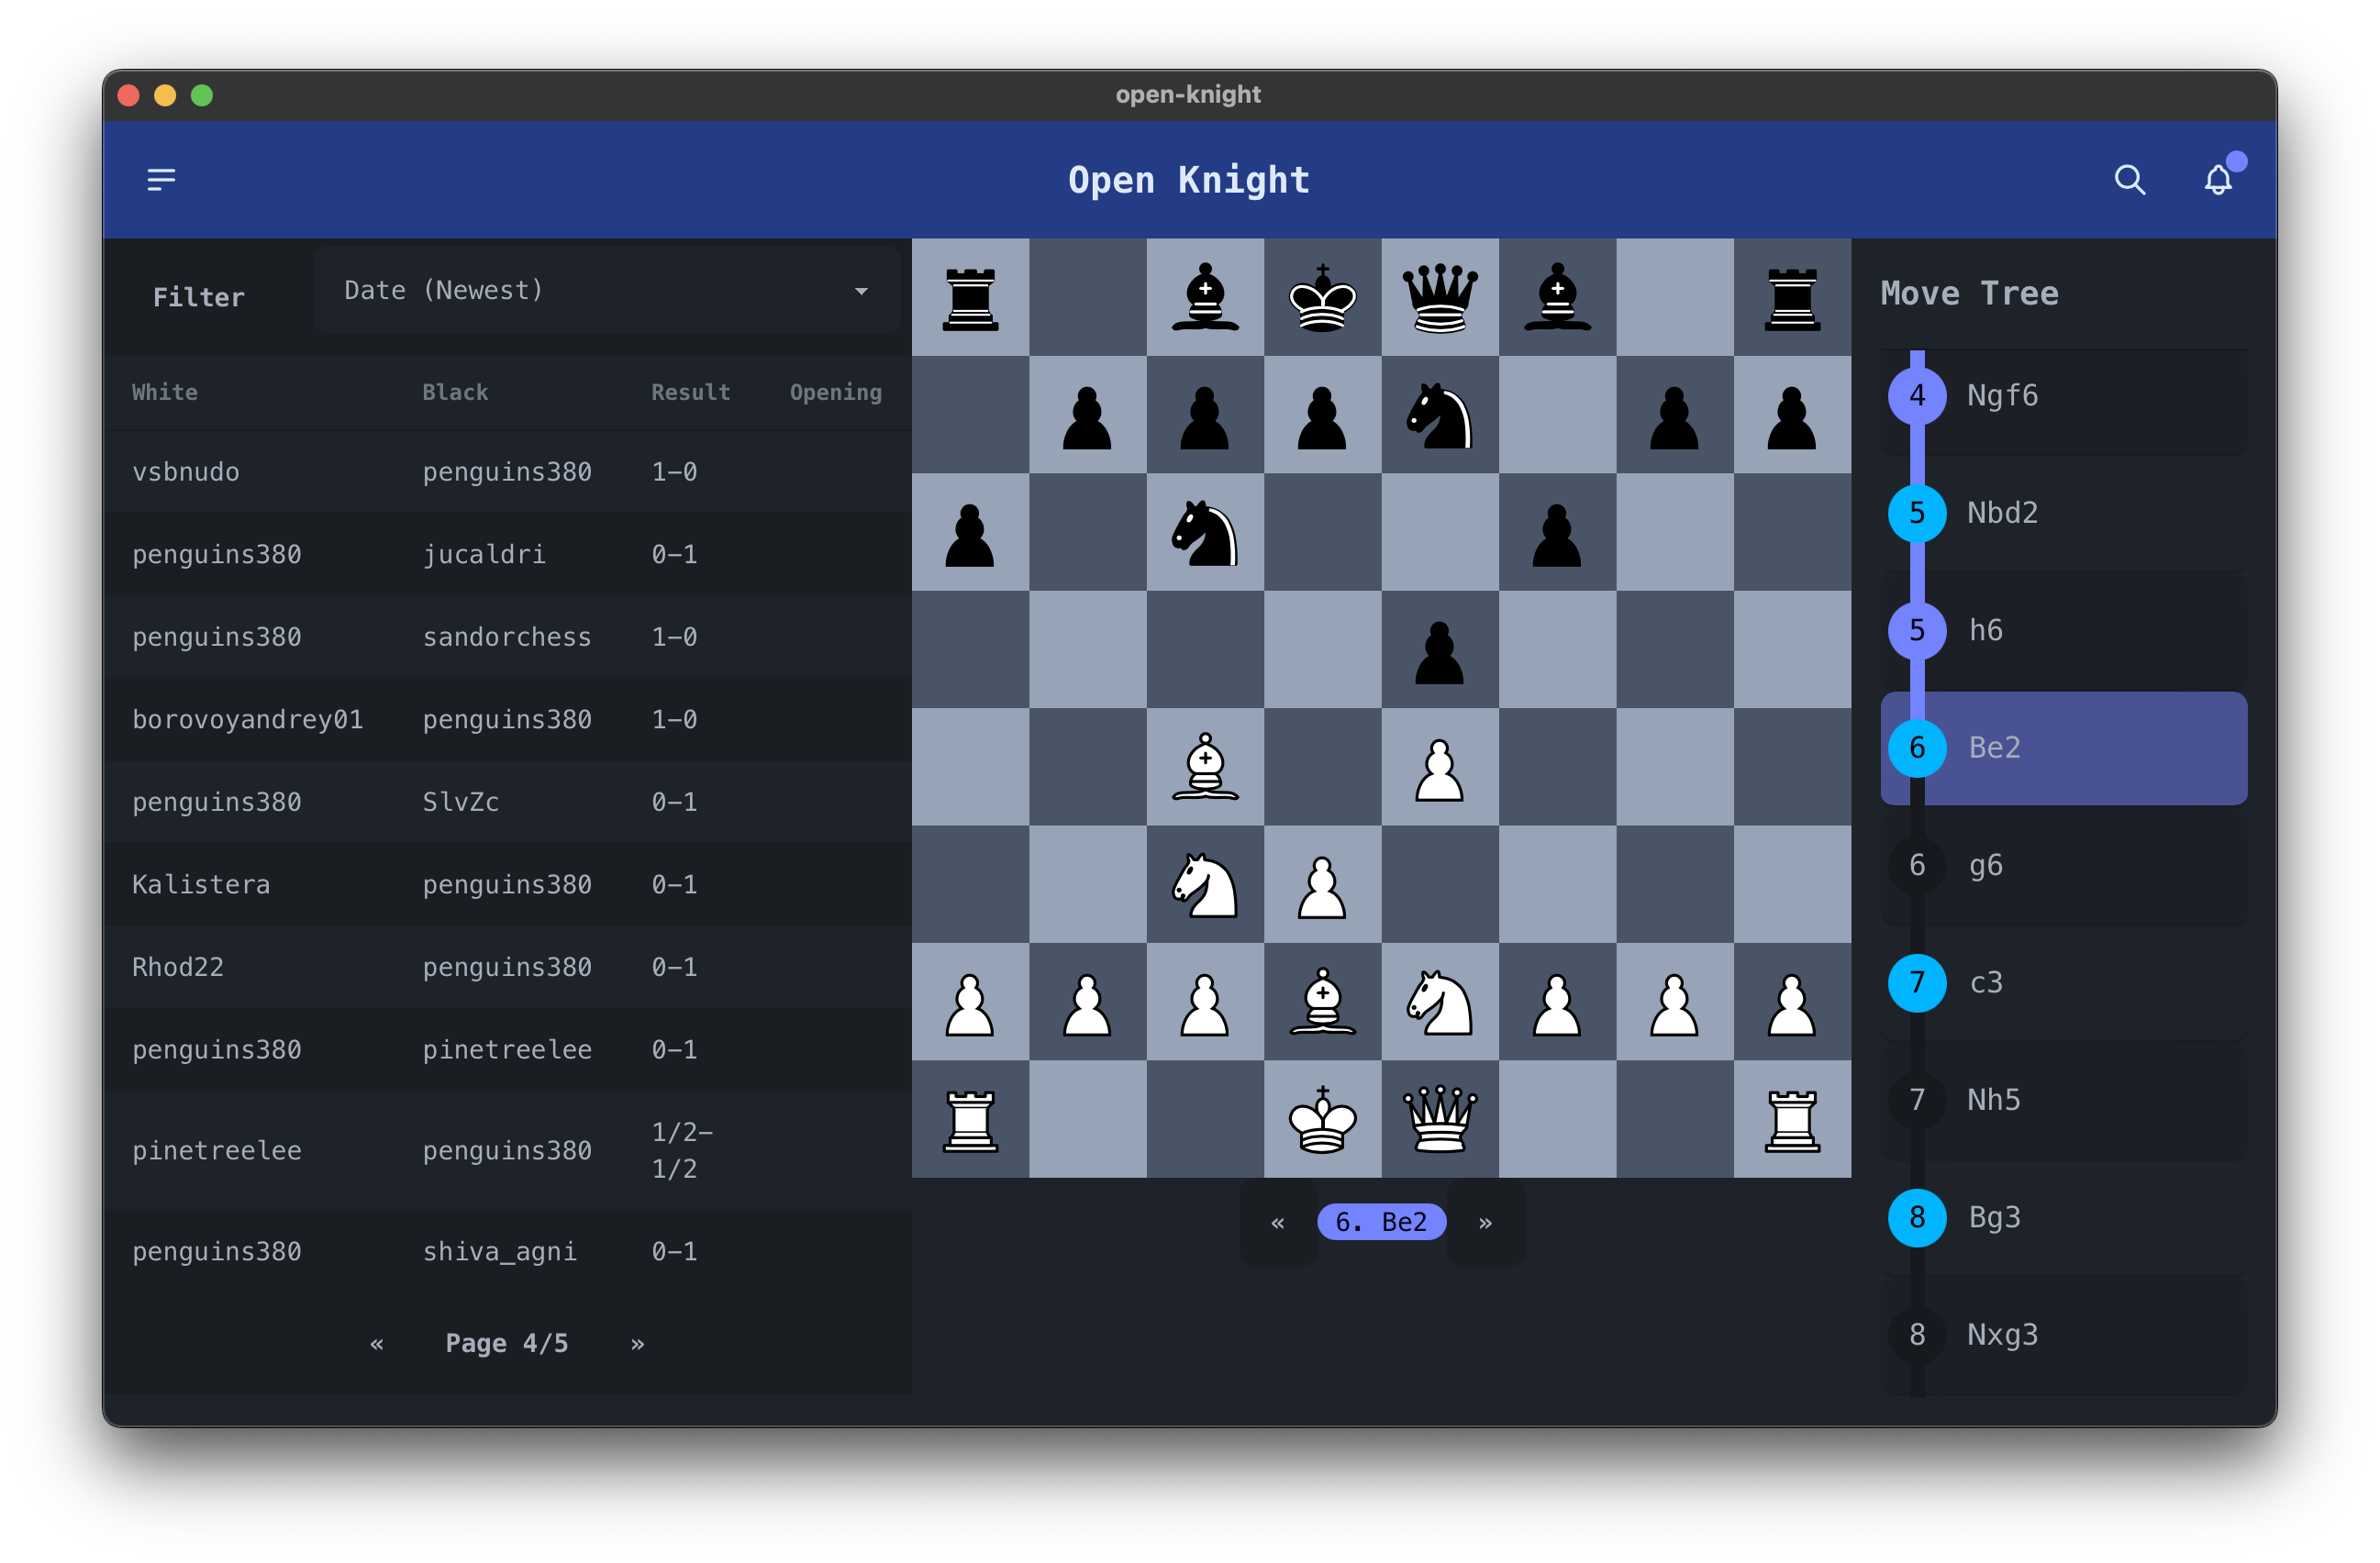 open-knight
Open Knight
Filter
Date (Newest)
White Black Result Opening
vsbnudo penguins380 1-0
penguins380 jucaldri 0-1
penguins380 sandorchess 1-0
borovoyandrey01 penguins380 1-0
penguins380 SlvZc 0-1
Kalistera penguins380 0-1
Rhod22 penguins380 0-1
penguins380 pinetreelee 0-1
pinetreelee penguins380 1/2-
1/2
penguins380 shiva_agni 0-1
« Page 4/5 »
« 6. Be2 »
Move Tree
4 Ngf6
5 Nbd2
5 h6
6 Be2
6 g6
7 c3
7 Nh5
8 Bg3
8 Nxg3